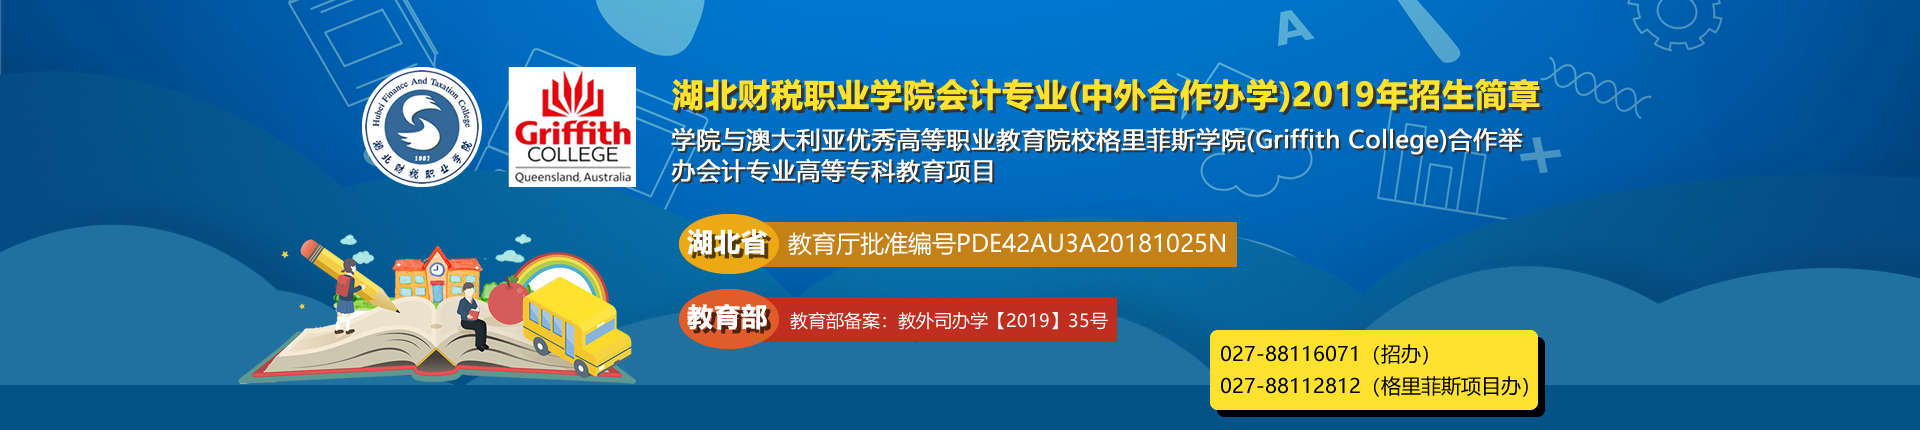 Hubei Finance And Taxation College
1987
湖北财税职业学院
Griffith
COLLEGE
Queensland, Australia
湖北财税职业学院会计专业(中外合作办学)2019年招生简章
学院与澳大利亚优秀高等职业教育院校格里菲斯学院(Griffith College)合作举
办会计专业高等专科教育项目
湖北省 教育厅批准编号PDE42AU3A20181025N
教育部 教育部备案：教外司办学【2019】35号
027-88116071（招办）
027-88112812（格里菲斯项目办）
A